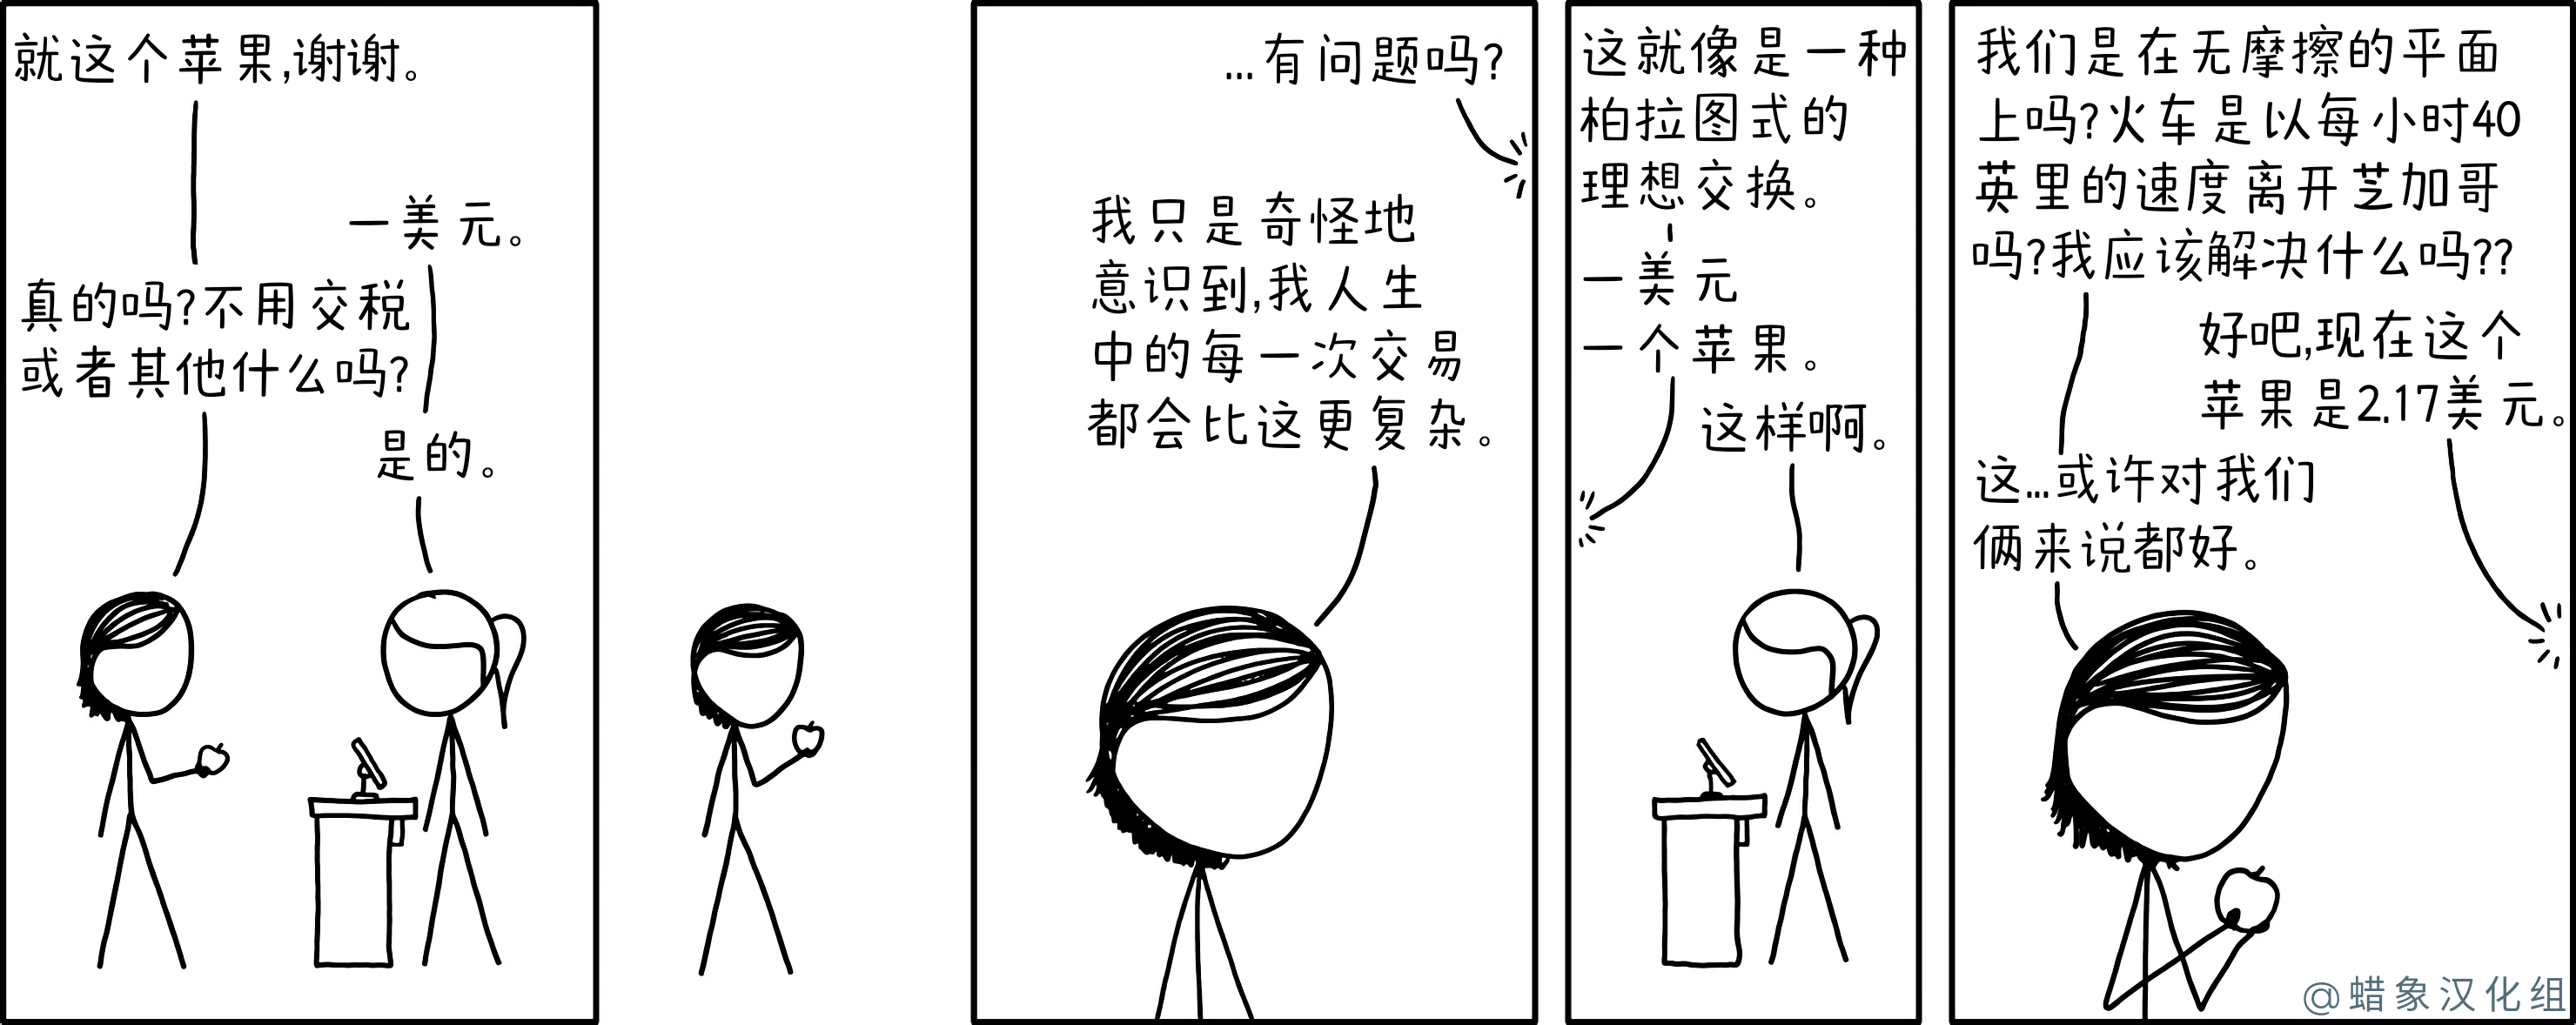 就这个苹果,谢谢。
一美元。
真的吗?不用交税
或者其他什么吗?
是的。
...有问题吗?
我只是奇怪地
意识到,我人生
中的每一次交易
都会比这更复杂。
这就像是一种
柏拉图式的
理想交换。
一美元
一个苹果。
这样啊。
我们是在无摩擦的平面
上吗?火车是以每小时40
英里的速度离开芝加哥
吗?我应该解决什么吗??
好吧,现在这个
苹果是2.17美元。
这...或许对我们
俩来说都好。
@蜡象汉化组